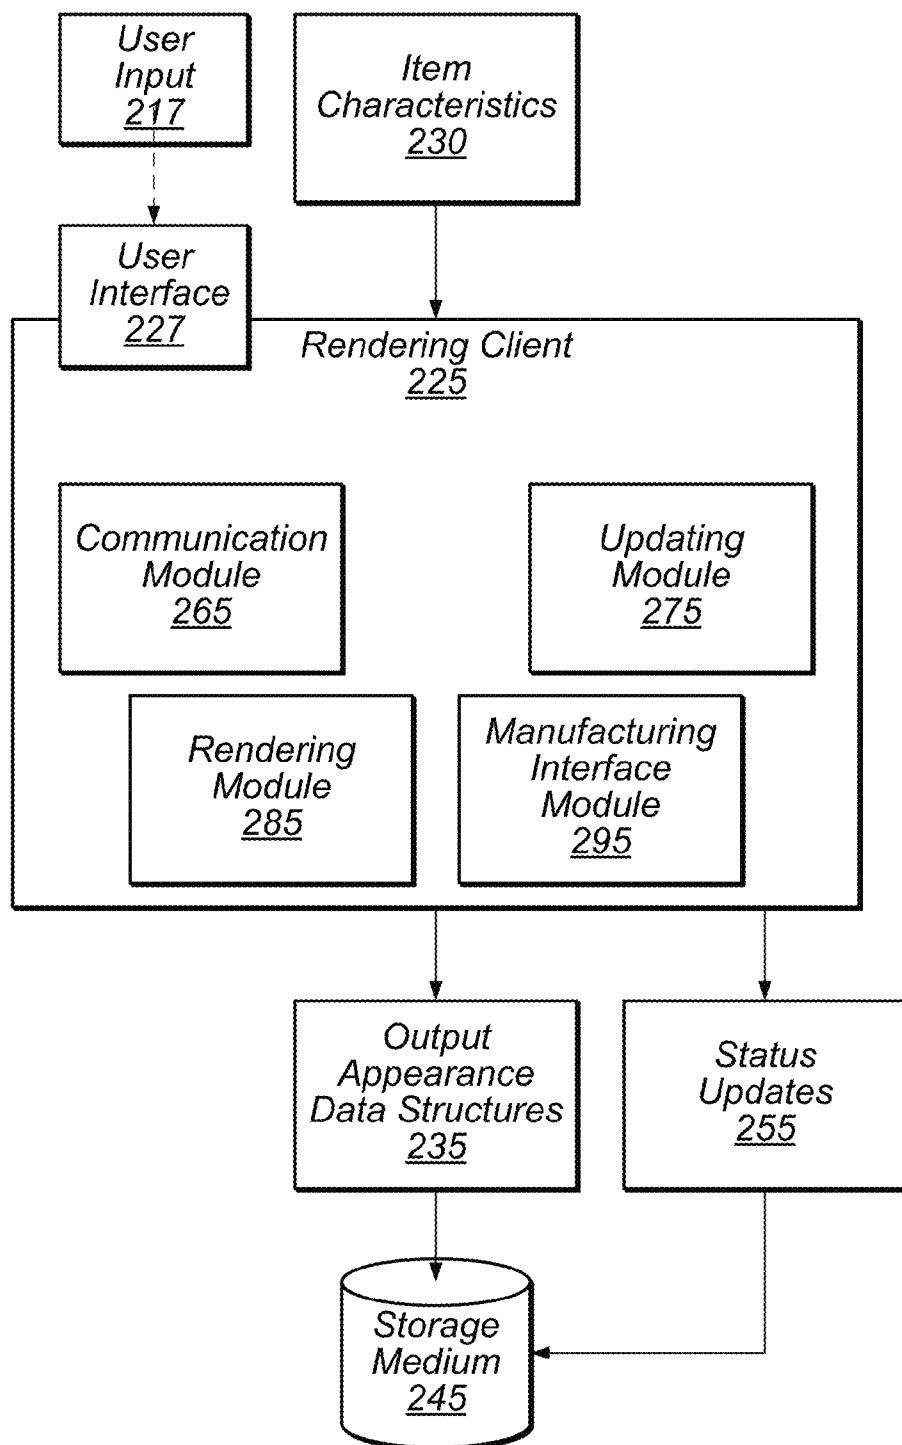 User
Input
217
Item
Characteristics
230
User
Interface
227
Rendering Client
225
Communication
Module
265
Updating
Module
275
Rendering
Module
285
Manufacturing
Interface
Module
295
Output
Appearance
Data Structures
235
Status
Updates
255
Storage
Medium
245